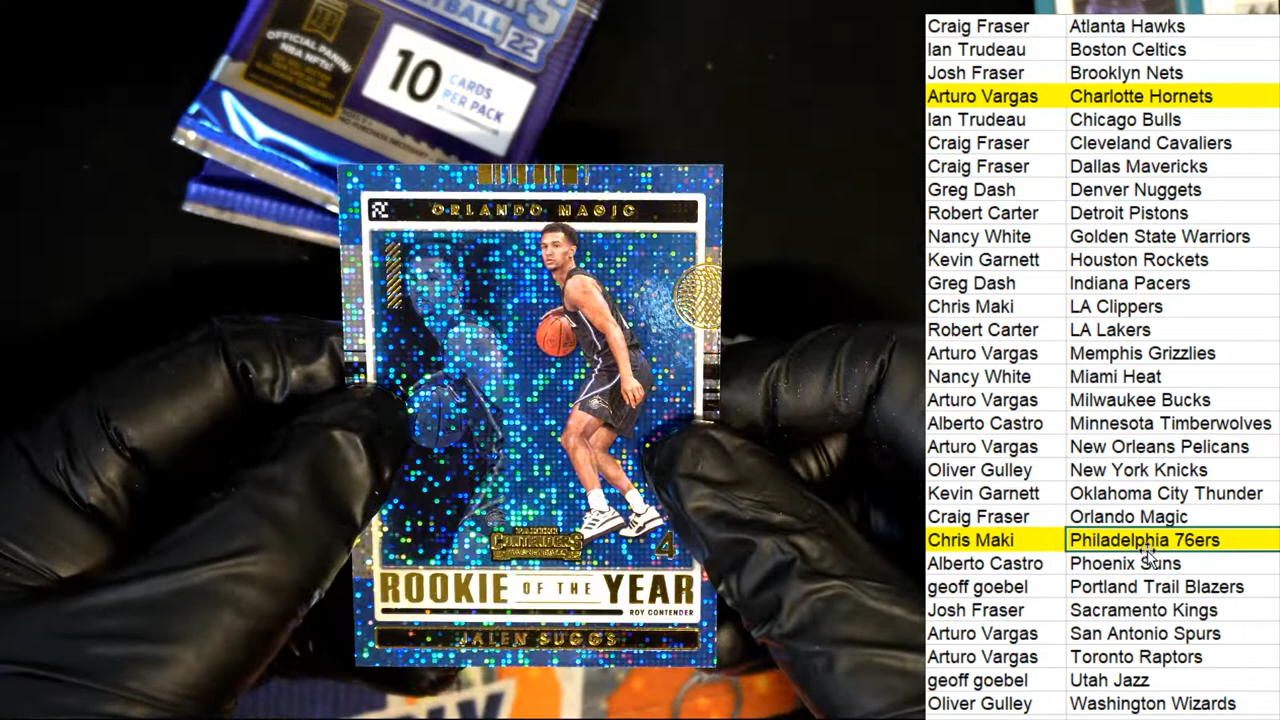 22
OFFICIAL PANINI
NBA NFTs!
10 CARDS
PER PACK
ORLANDO MAGIC
PANINI
CONTENDERS
BASKETBALL
4
ROOKIE OF THE YEAR
ROY CONTENDER
JALEN SUGGS
Craig Fraser Atlanta Hawks
Ian Trudeau Boston Celtics
Josh Fraser Brooklyn Nets
Arturo Vargas Charlotte Hornets
Ian Trudeau Chicago Bulls
Craig Fraser Cleveland Cavaliers
Craig Fraser Dallas Mavericks
Greg Dash Denver Nuggets
Robert Carter Detroit Pistons
Nancy White Golden State Warriors
Kevin Garnett Houston Rockets
Greg Dash Indiana Pacers
Chris Maki LA Clippers
Robert Carter LA Lakers
Arturo Vargas Memphis Grizzlies
Nancy White Miami Heat
Arturo Vargas Milwaukee Bucks
Alberto Castro Minnesota Timberwolves
Arturo Vargas New Orleans Pelicans
Oliver Gulley New York Knicks
Kevin Garnett Oklahoma City Thunder
Craig Fraser Orlando Magic
Chris Maki Philadelphia 76ers
Alberto Castro Phoenix Suns
geoff goebel Portland Trail Blazers
Josh Fraser Sacramento Kings
Arturo Vargas San Antonio Spurs
Arturo Vargas Toronto Raptors
geoff goebel Utah Jazz
Oliver Gulley Washington Wizards